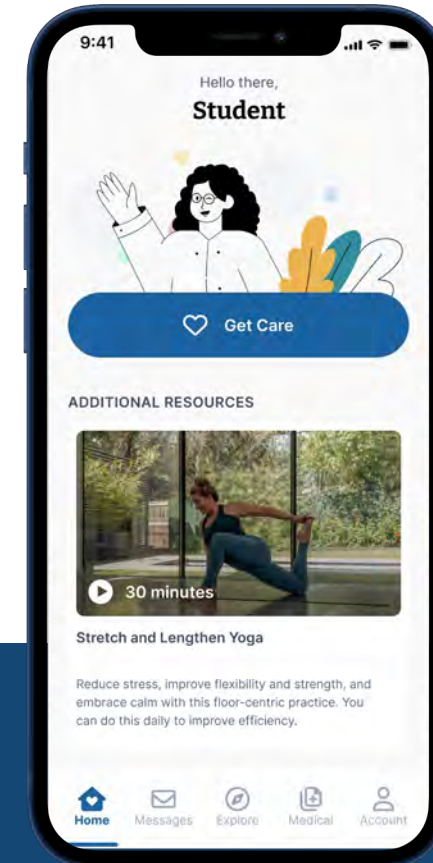 9:41
Hello there,
Student
Get Care
ADDITIONAL RESOURCES
30 minutes
Stretch and Lengthen Yoga
Reduce stress, improve flexibility and strength, and
embrace calm with this floor-centric practice. You
can do this daily to improve efficiency.
Home Messages Explore Medical Account